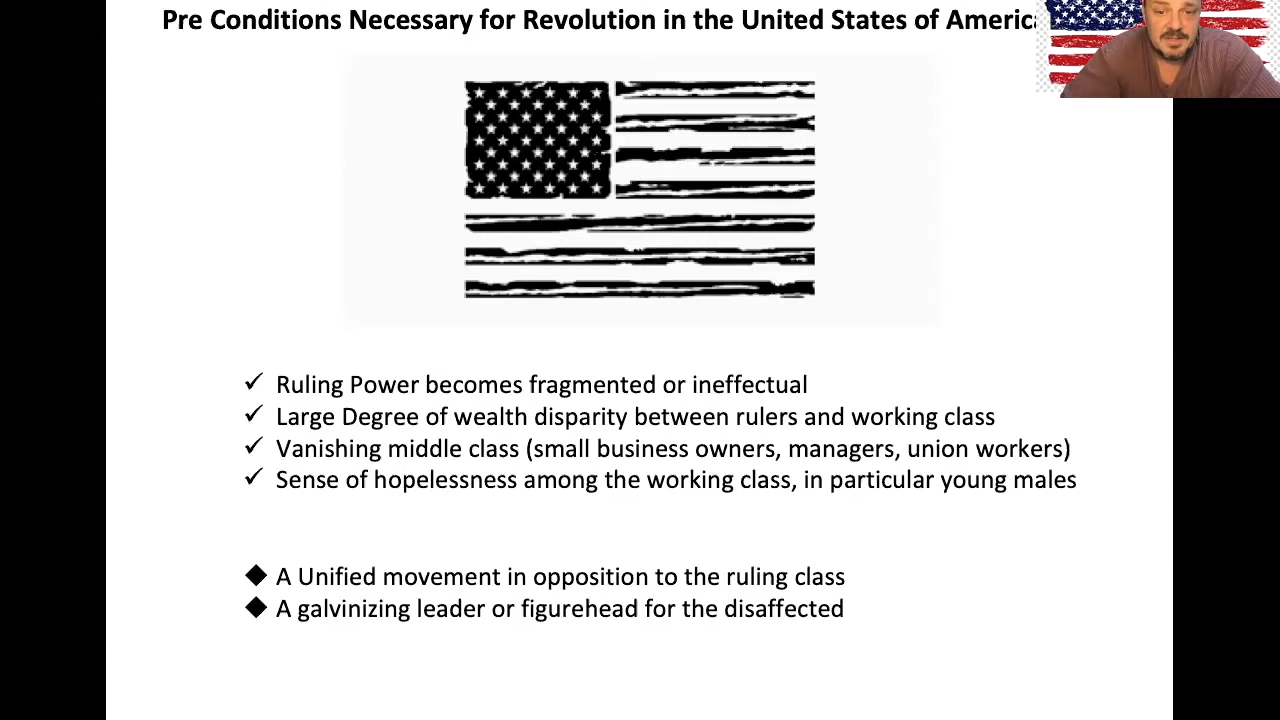 Pre Conditions Necessary for Revolution in the United States of America
✓ Ruling Power becomes fragmented or ineffectual
✓ Large Degree of wealth disparity between rulers and working class
✓ Vanishing middle class (small business owners, managers, union workers)
✓ Sense of hopelessness among the working class, in particular young males
◆ A Unified movement in opposition to the ruling class
◆ A galvinizing leader or figurehead for the disaffected